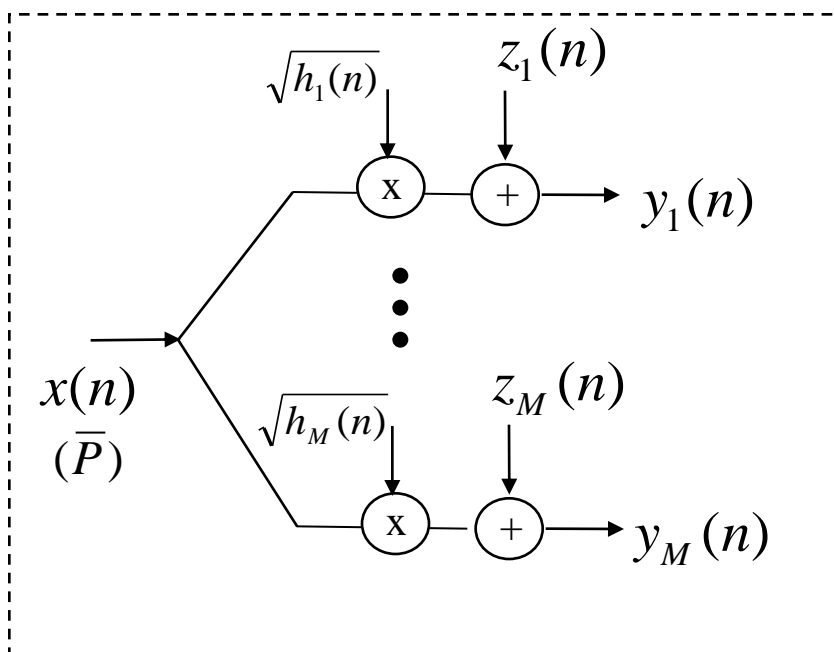 √h₁(n)
z₁(n)
x
+
y₁(n)
x(n)
(P̅)
√h_M(n)
z_M(n)
x
+
y_M(n)